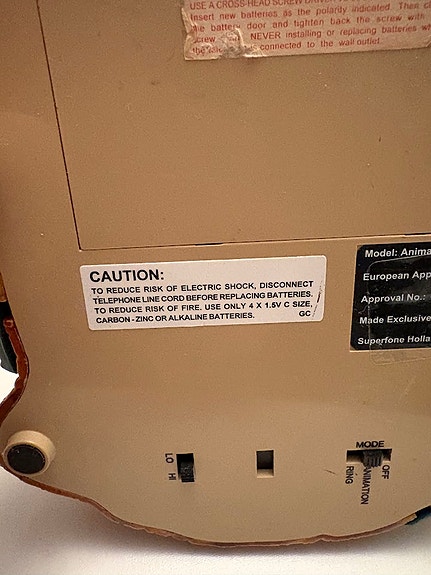 USE A CROSS-HEAD SCREW
Insert new batteries as the polarity indicated. Then
the battery door and tighten back the screw with
screw NEVER installing or replacing batteries
is connected to the wall outlet.
CAUTION:
TO REDUCE RISK OF ELECTRIC SHOCK, DISCONNECT
TELEPHONE LINE CORD BEFORE REPLACING BATTERIES.
TO REDUCE RISK OF FIRE. USE ONLY 4 X 1.5V C SIZE,
CARBON - ZINC OR ALKALINE BATTERIES. GC
Model: Anima
European App
Approval No.:
Made Exclusive
Superfone Holla
LO
HI
MODE
OFF
ANIMATION
RING